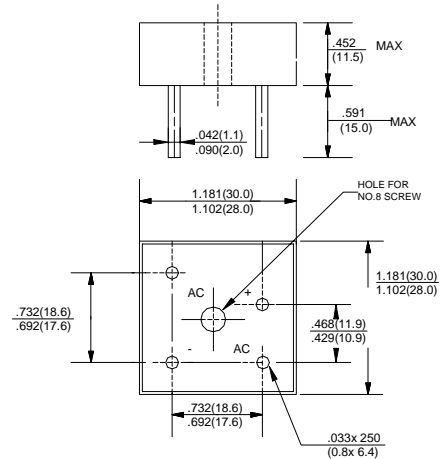 .452 MAX
(11.5)
.591 MAX
(15.0)
.042(1.1)
.090(2.0)
HOLE FOR
NO.8 SCREW
1.181(30.0)
1.102(28.0)
AC
+
1.181(30.0)
1.102(28.0)
.732(18.6)
.692(17.6)
.468(11.9)
.429(10.9)
-
AC
.732(18.6)
.692(17.6)
.033x 250
(0.8x 6.4)